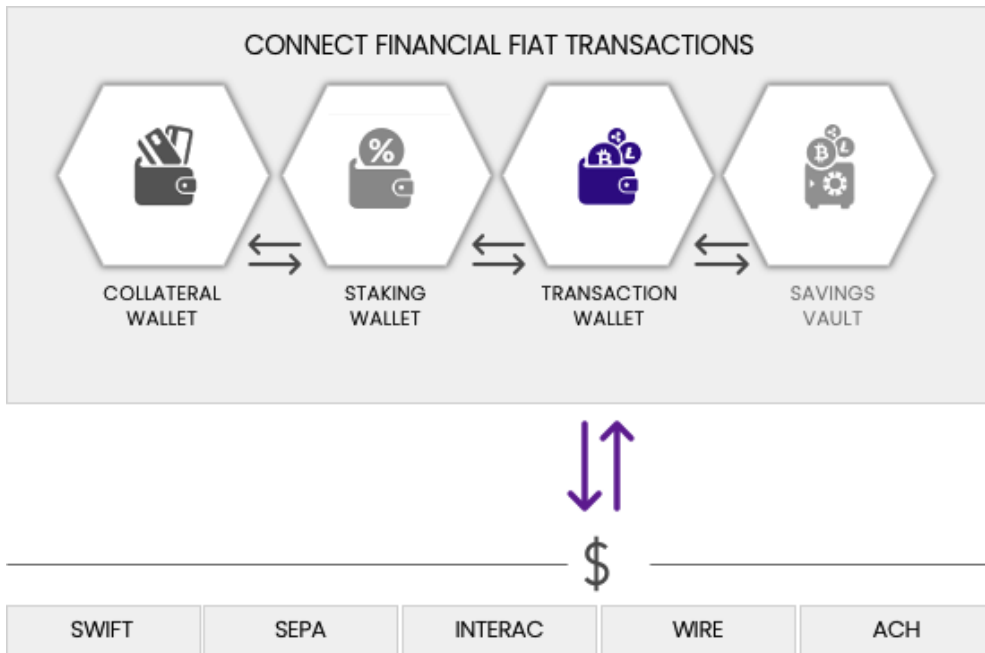 CONNECT FINANCIAL FIAT TRANSACTIONS
%
COLLATERAL
WALLET
STAKING
WALLET
TRANSACTION
WALLET
SAVINGS
VAULT
$
SWIFT
SEPA
INTERAC
WIRE
ACH